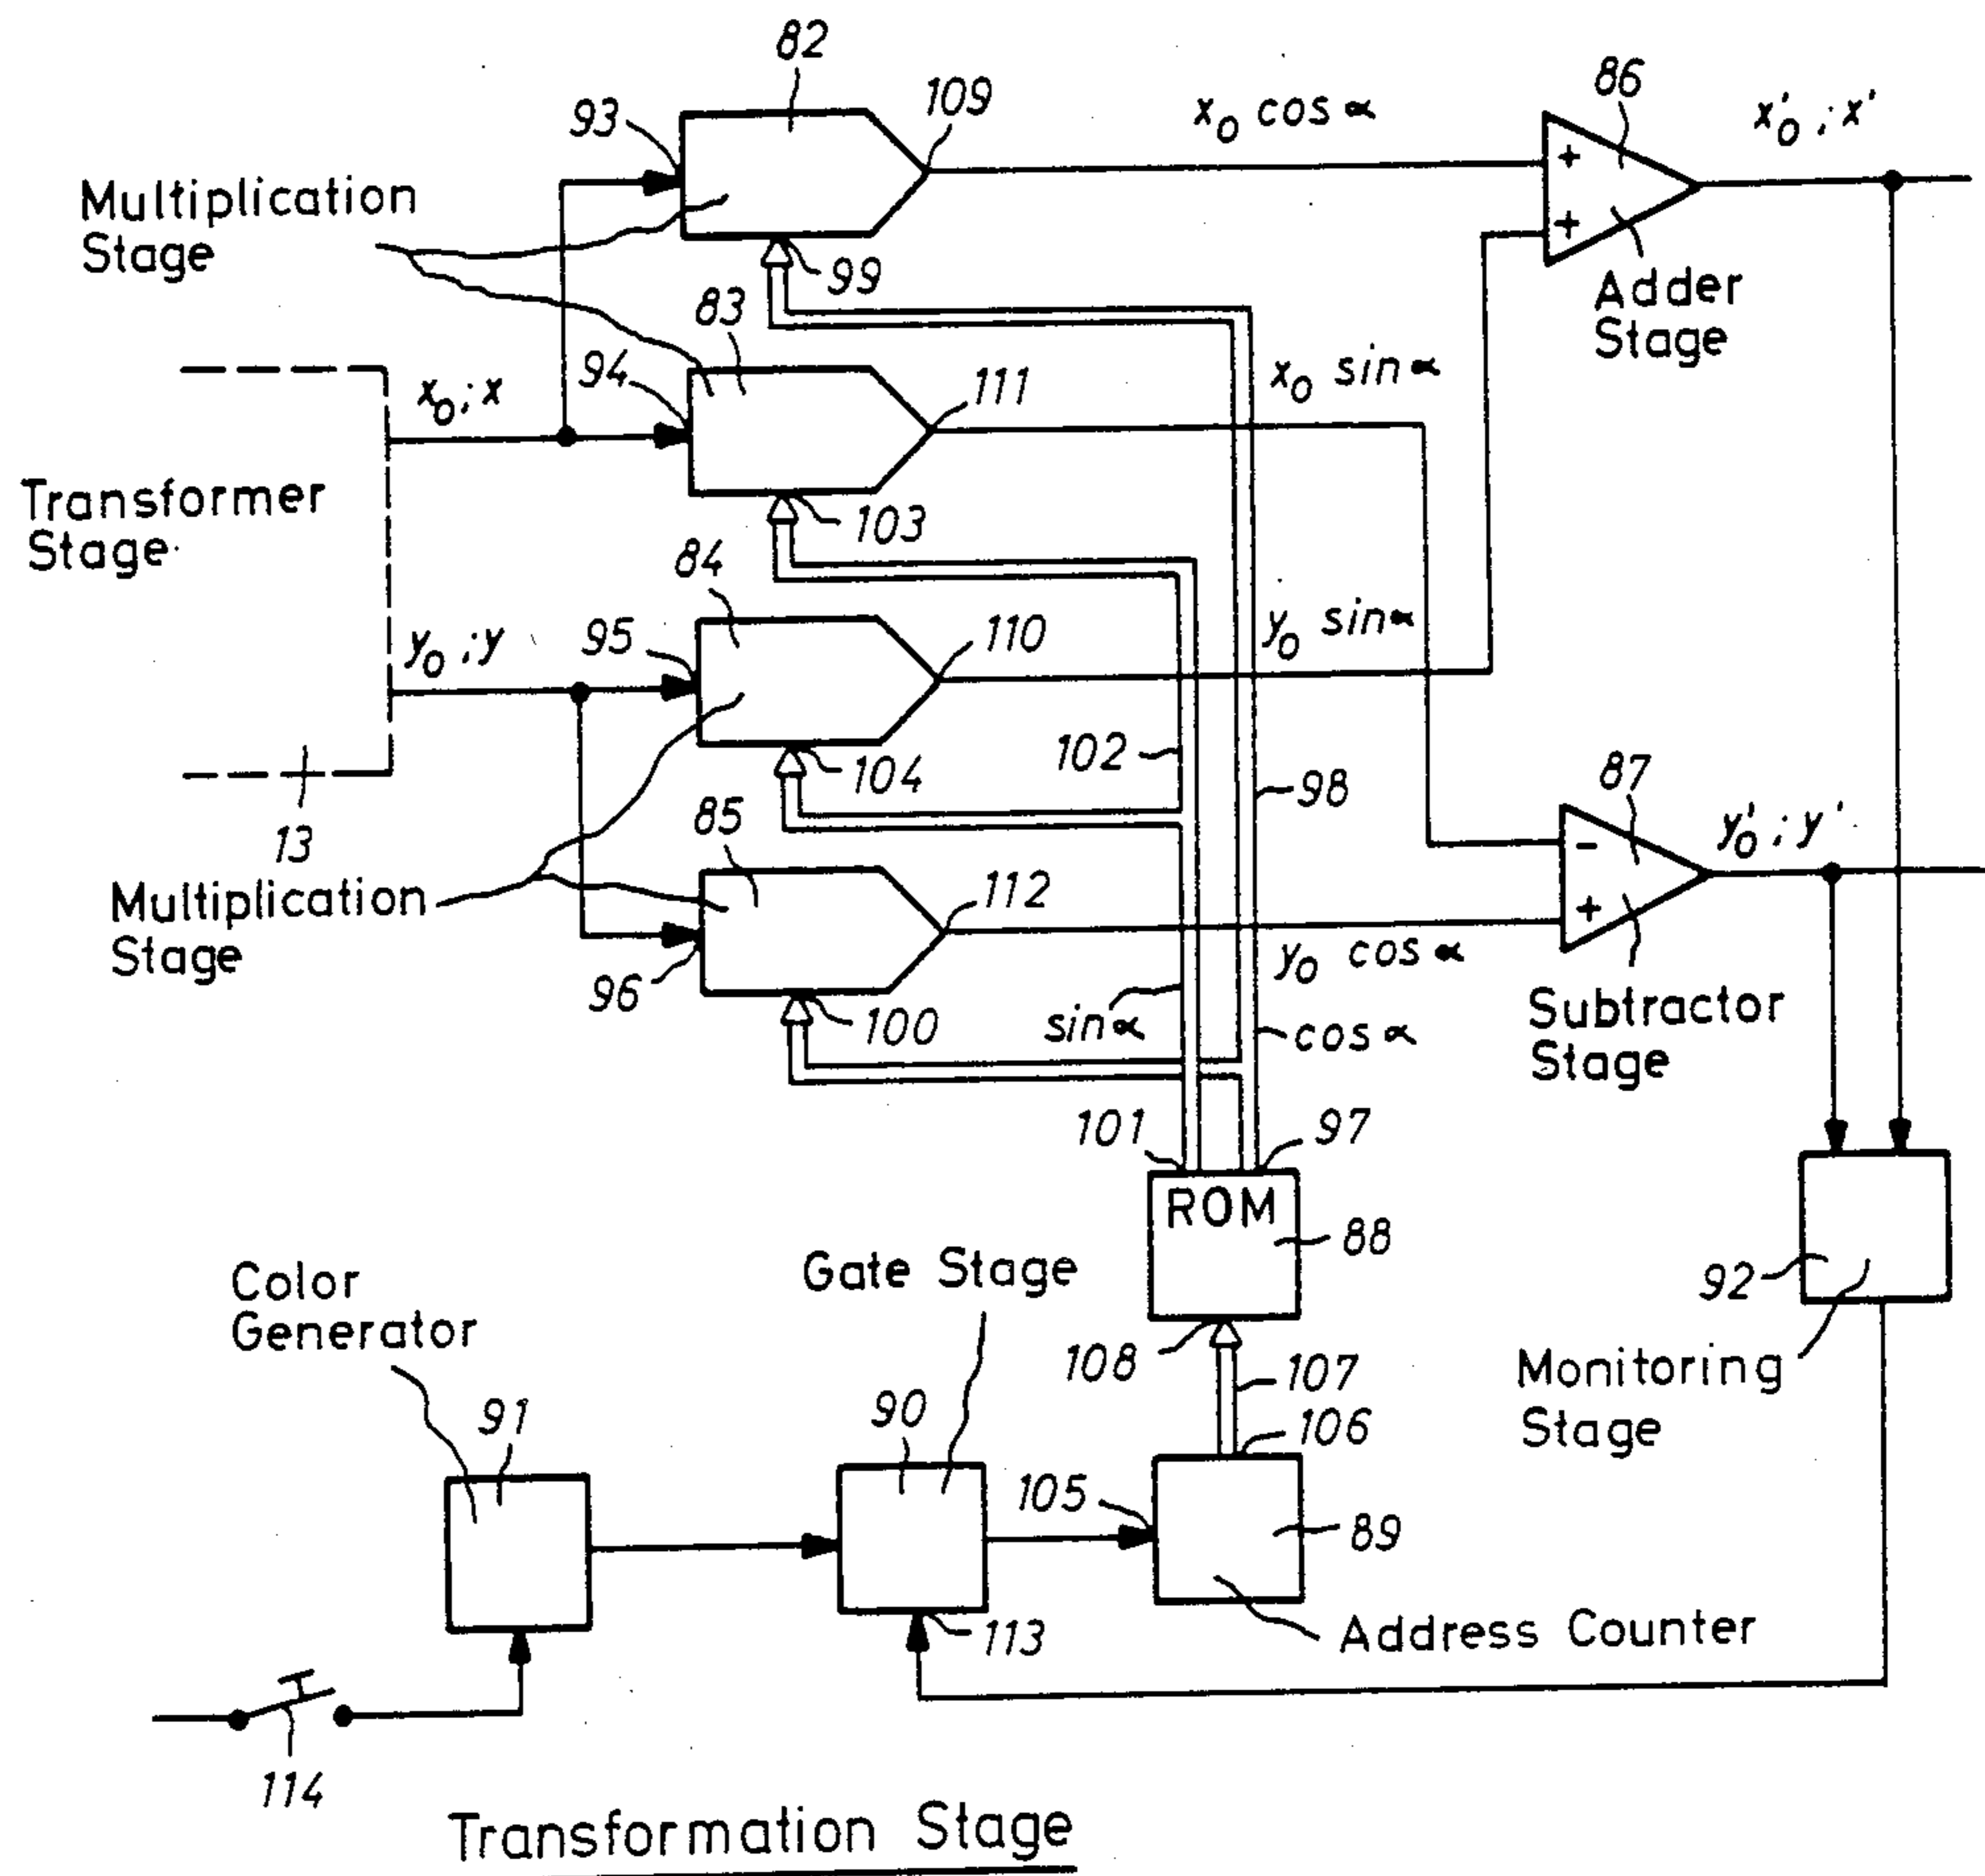 82
109
93
x₀ cos α
86
x₀' ; x'
Multiplication
Stage
99
83
Adder
Stage
94
111
x₀ ; x
x₀ sin α
Transformer
Stage
103
84
y₀ ; y
95
110
y₀ sin α
102
104
98
87
13
85
y₀' ; y'
Multiplication
Stage
112
y₀ cos α
96
100
sin α
cos α
Subtractor
Stage
101
97
ROM
88
Color
Generator
Gate Stage
92
108
107
Monitoring
Stage
91
90
106
105
89
113
Address Counter
114
Transformation Stage
- 
+
+
+